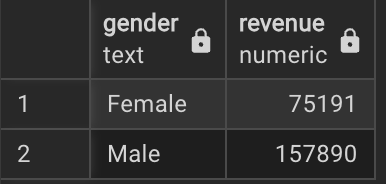 gender revenue
text numeric
1 Female 75191
2 Male 157890